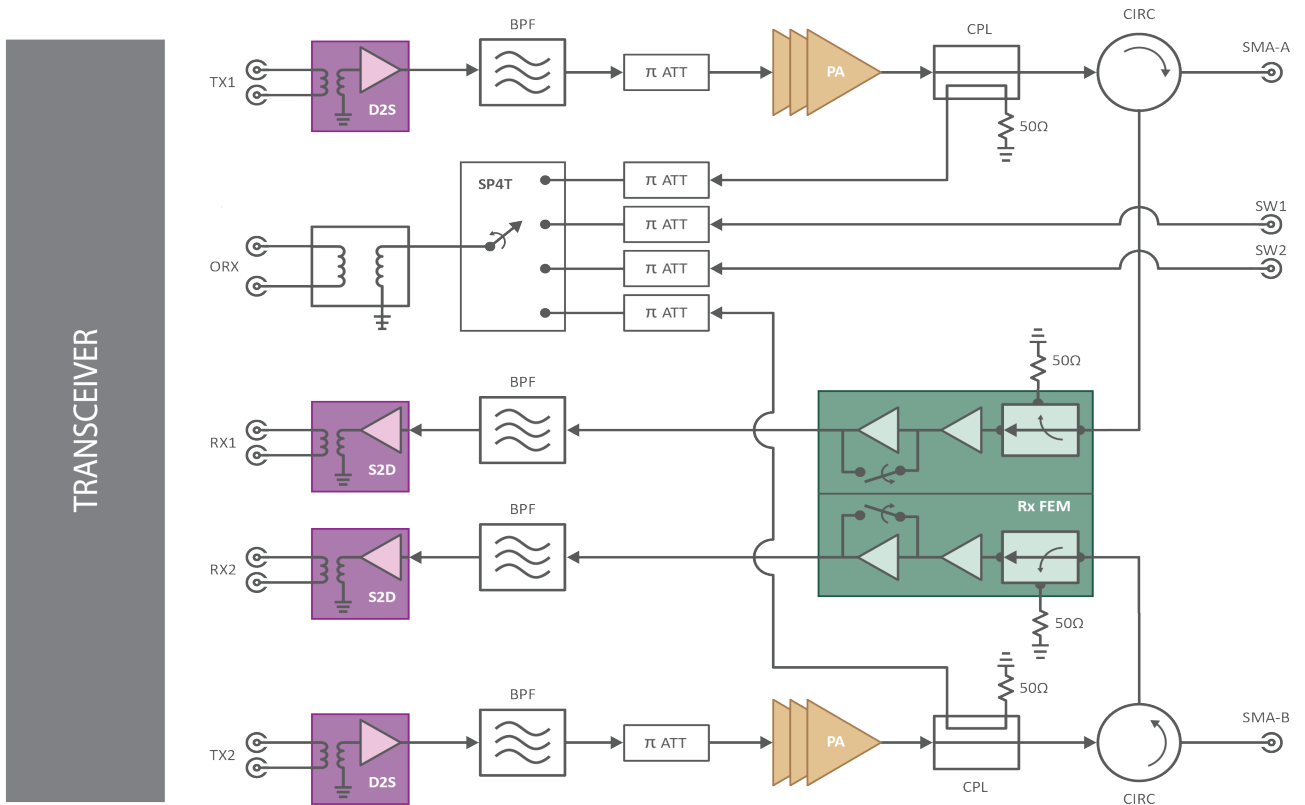 TRANSCEIVER
BPF
CPL
CIRC
SMA-A
TX1
D2S
π ATT
PA
50Ω
SP4T
π ATT
SW1
π ATT
SW2
ORX
π ATT
π ATT
50Ω
BPF
RX1
S2D
Rx FEM
BPF
RX2
S2D
50Ω
50Ω
BPF
SMA-B
TX2
D2S
π ATT
PA
CPL
CIRC